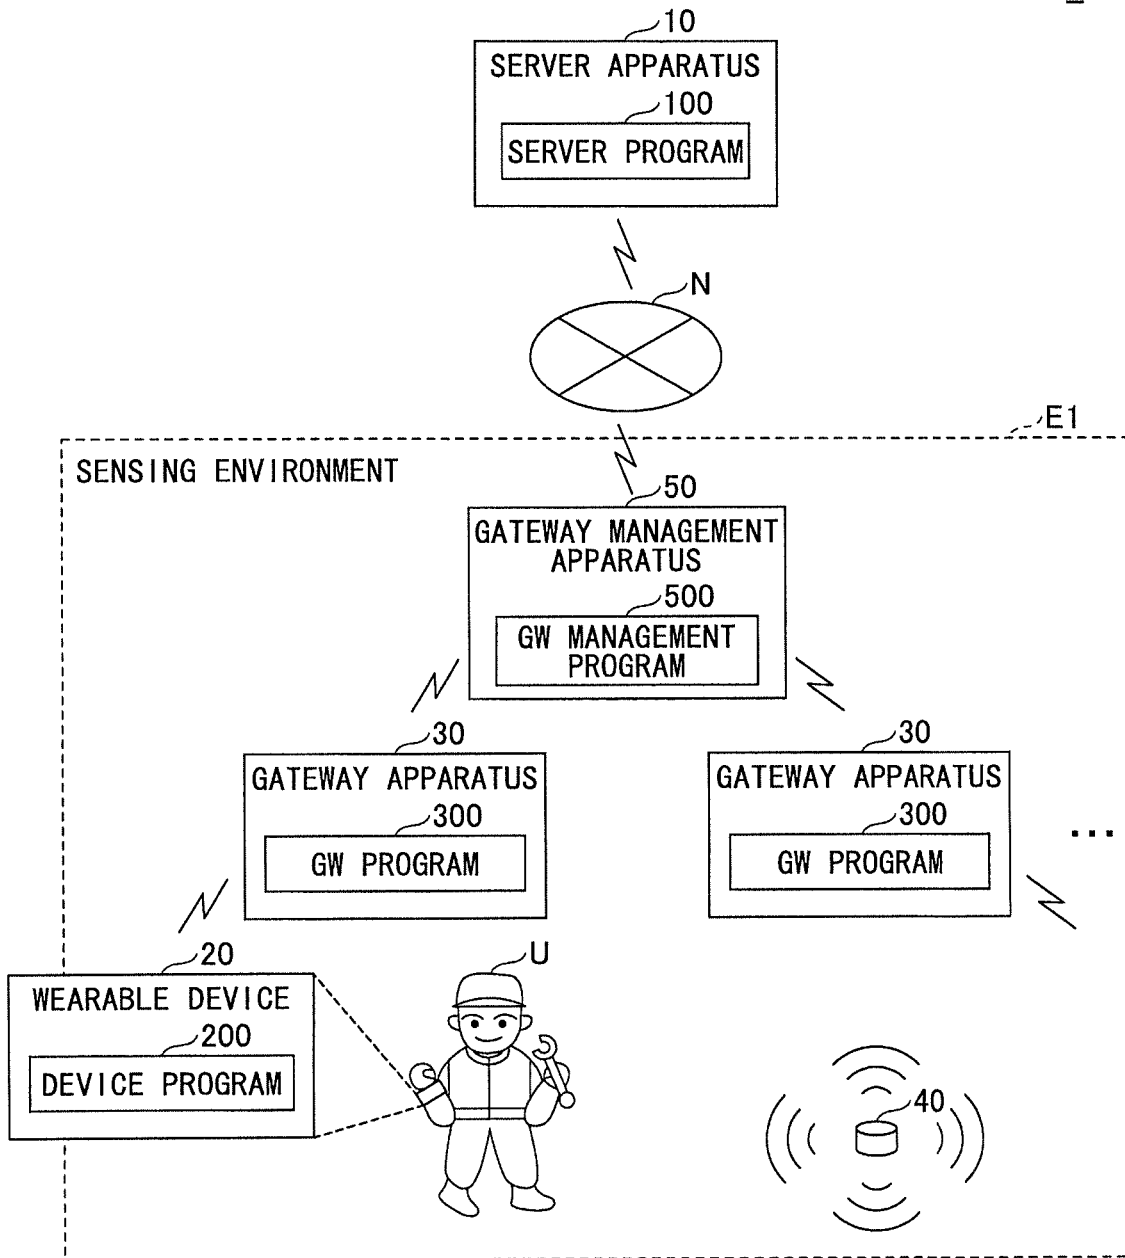 10
SERVER APPARATUS
100
SERVER PROGRAM
N
E1
SENSING ENVIRONMENT
50
GATEWAY MANAGEMENT
APPARATUS
500
GW MANAGEMENT
PROGRAM
30
GATEWAY APPARATUS
300
GW PROGRAM
30
GATEWAY APPARATUS
300
GW PROGRAM
...
20
WEARABLE DEVICE
200
DEVICE PROGRAM
U
40